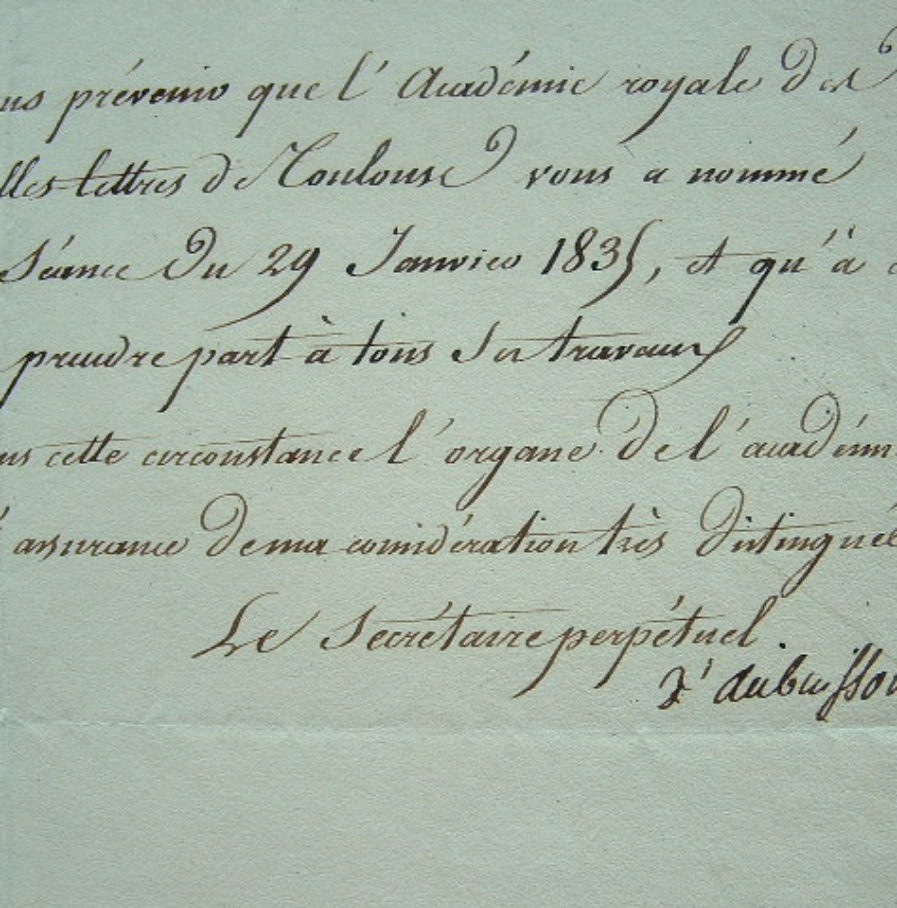 us prévenir que l'Académie royale des
lles-lettres de Toulouse vous a nommé
Séance du 29 Janvier 1835, et qu'à
prendre part à tous ses travaux
us cette circonstance l'organe de l'académi
assurance de ma considération très distinguée
Le Secrétaire perpétuel.
d'aubuisson